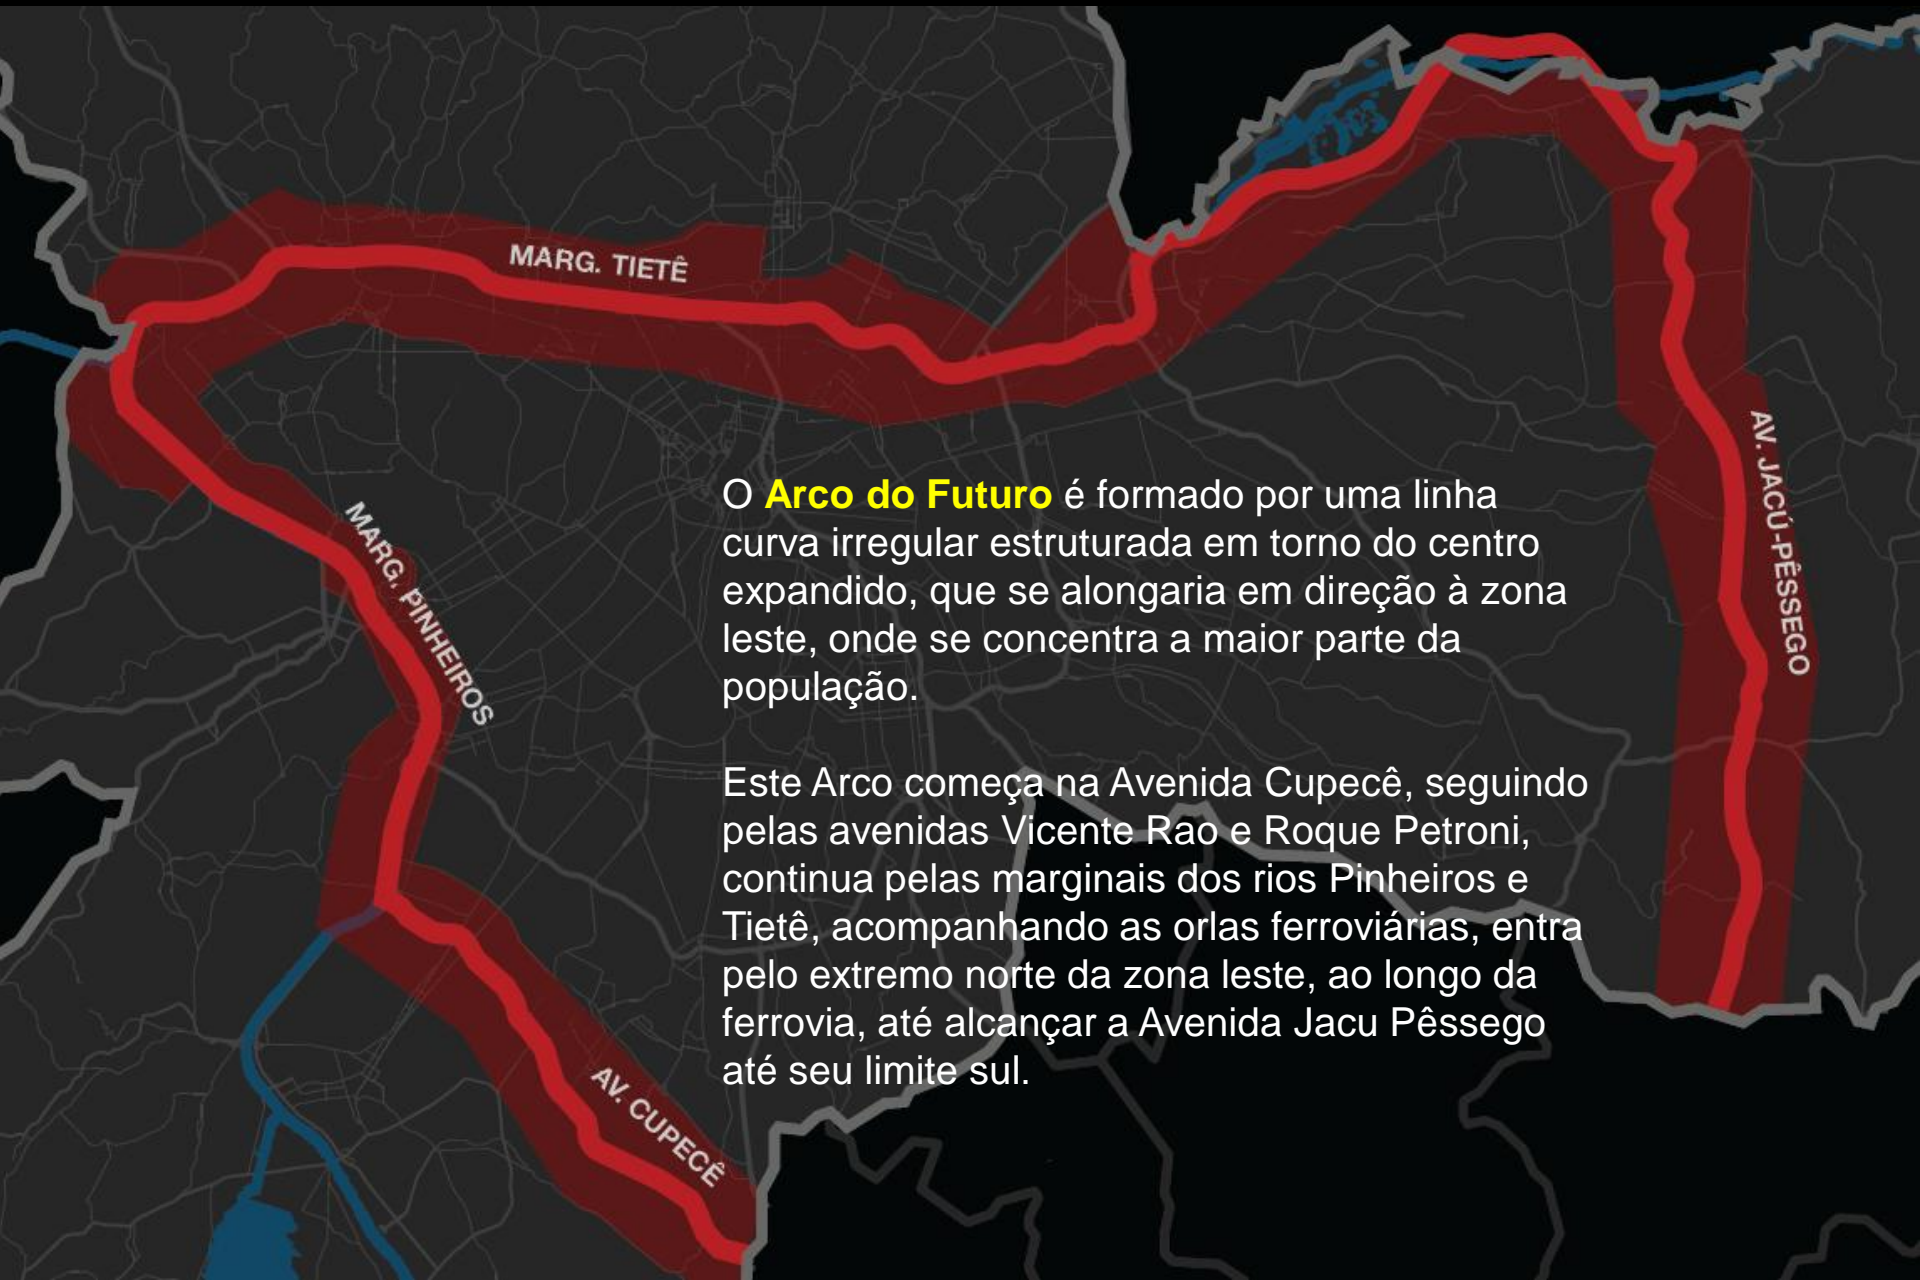 MARG. TIETÊ
AV. JACÚ-PÊSSEGO
MARG. PINHEIROS
O Arco do Futuro é formado por uma linha
curva irregular estruturada em torno do centro
expandido, que se alongaria em direção à zona
leste, onde se concentra a maior parte da
população.
Este Arco começa na Avenida Cupecê, seguindo
pelas avenidas Vicente Rao e Roque Petroni,
continua pelas marginais dos rios Pinheiros e
Tietê, acompanhando as orlas ferroviárias, entra
pelo extremo norte da zona leste, ao longo da
ferrovia, até alcançar a Avenida Jacu Pêssego
até seu limite sul.
AV. CUPECÊ